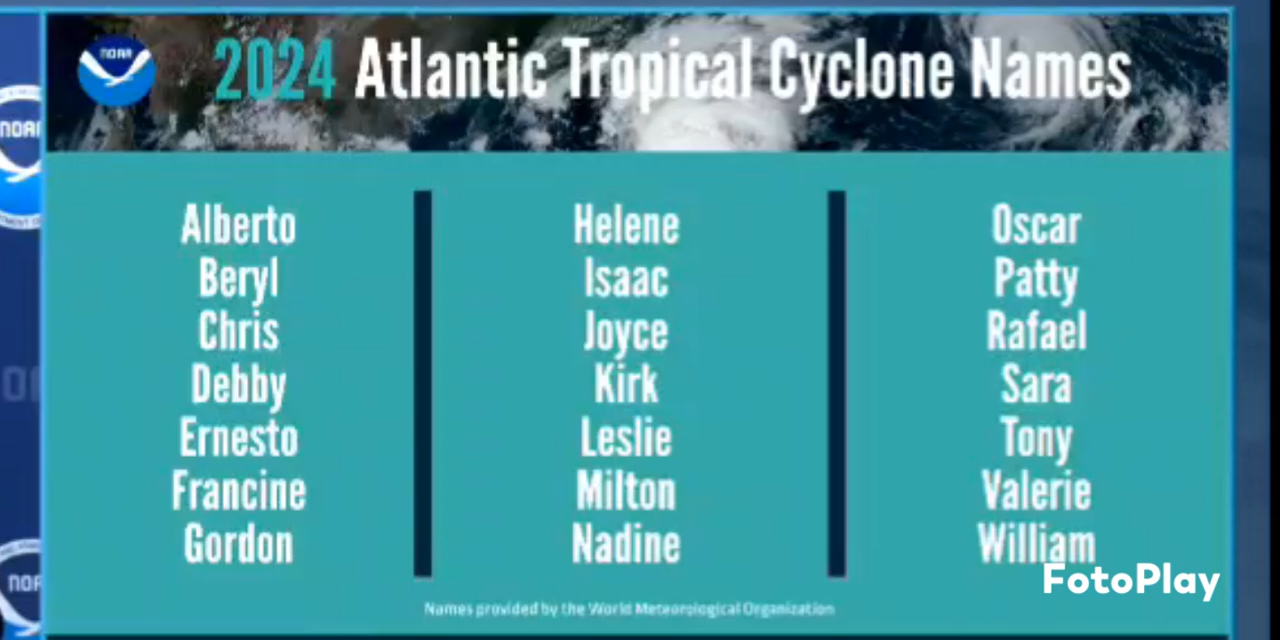 NOAA
2024 Atlantic Tropical Cyclone Names
Alberto
Beryl
Chris
Debby
Ernesto
Francine
Gordon
Helene
Isaac
Joyce
Kirk
Leslie
Milton
Nadine
Oscar
Patty
Rafael
Sara
Tony
Valerie
William
Names provided by the World Meteorological Organization
FotoPlay